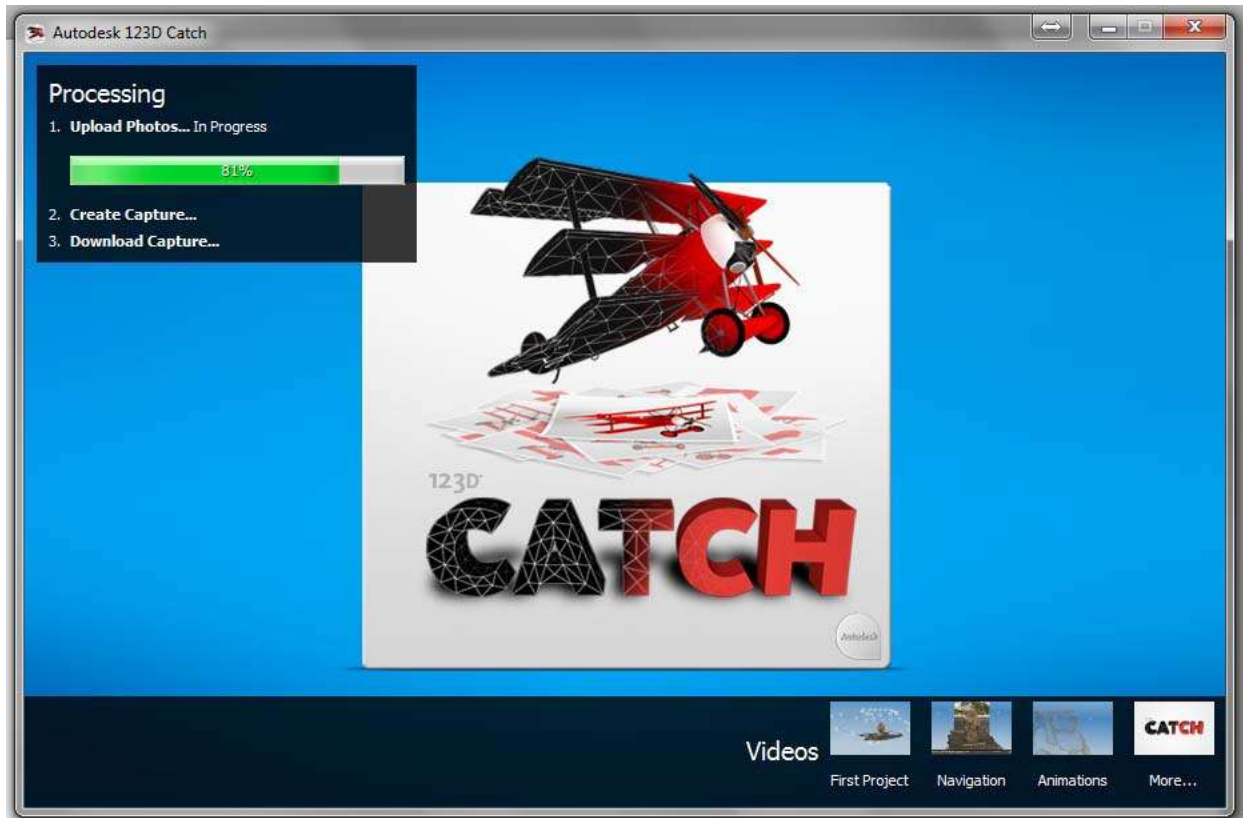 Autodesk 123D Catch
Processing
1. Upload Photos... In Progress
81%
2. Create Capture...
3. Download Capture...
123D
CATCH
Autodesk
Videos
CATCH
First Project
Navigation
Animations
More...